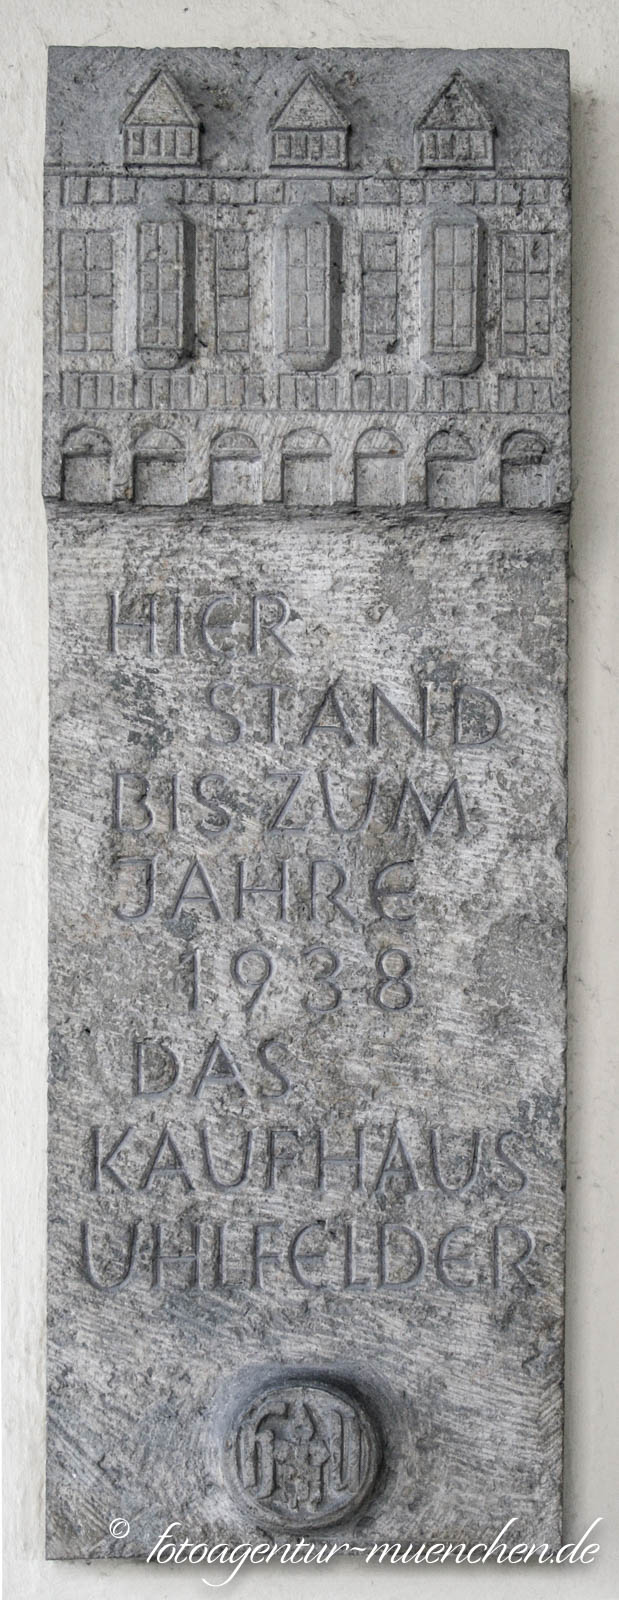 HIER
STAND
BIS ZUM
JAHRE
1938
DAS
KAUFHAUS
UHLFELDER
© fotoagentur-muenchen.de